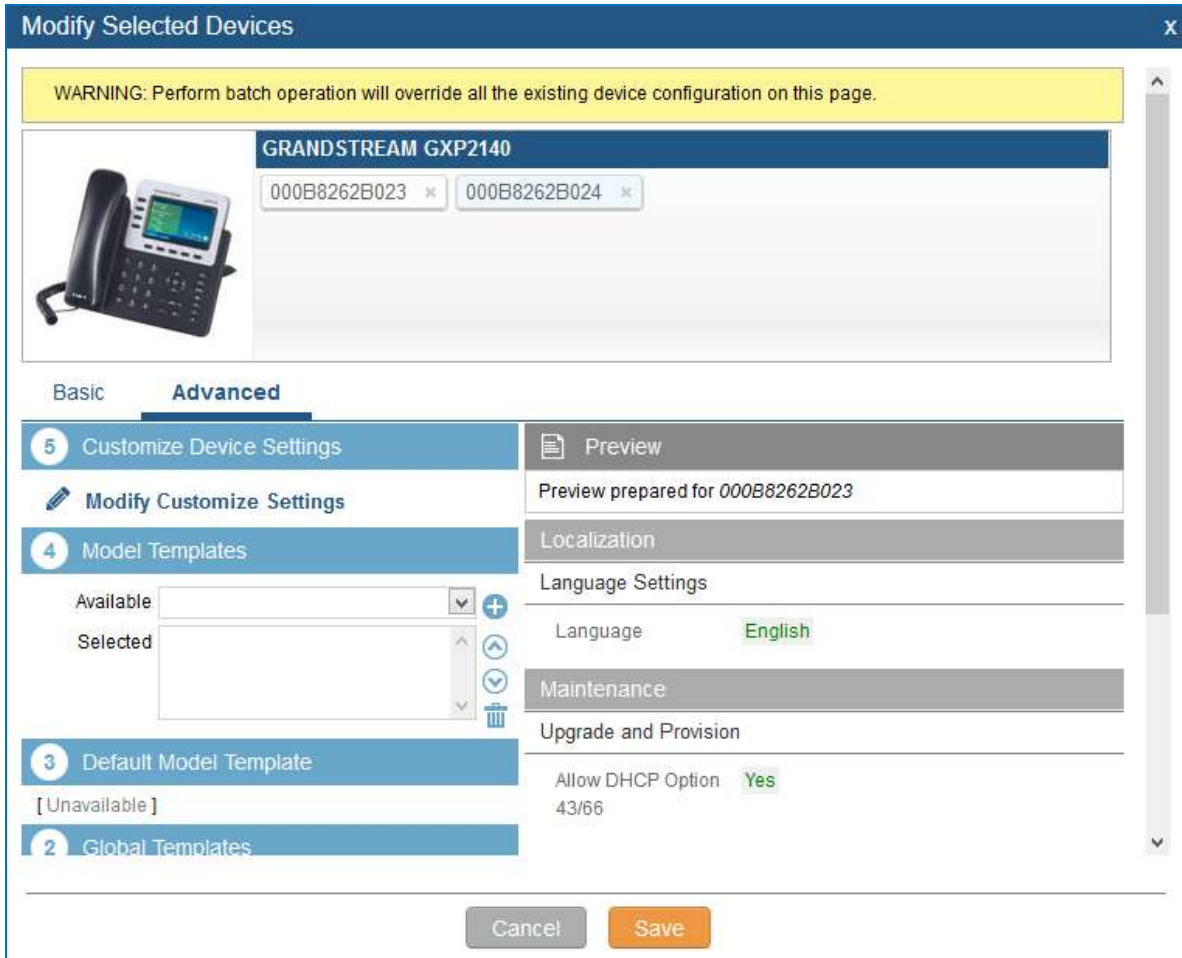 Modify Selected Devices
X
WARNING: Perform batch operation will override all the existing device configuration on this page.
GRANDSTREAM GXP2140
000B8262B023 × 000B8262B024 ×
Basic Advanced
5 Customize Device Settings
Modify Customize Settings
4 Model Templates
Available
Selected
3 Default Model Template
[ Unavailable ]
2 Global Templates
Preview
Preview prepared for 000B8262B023
Localization
Language Settings
Language English
Maintenance
Upgrade and Provision
Allow DHCP Option Yes
43/66
Cancel Save